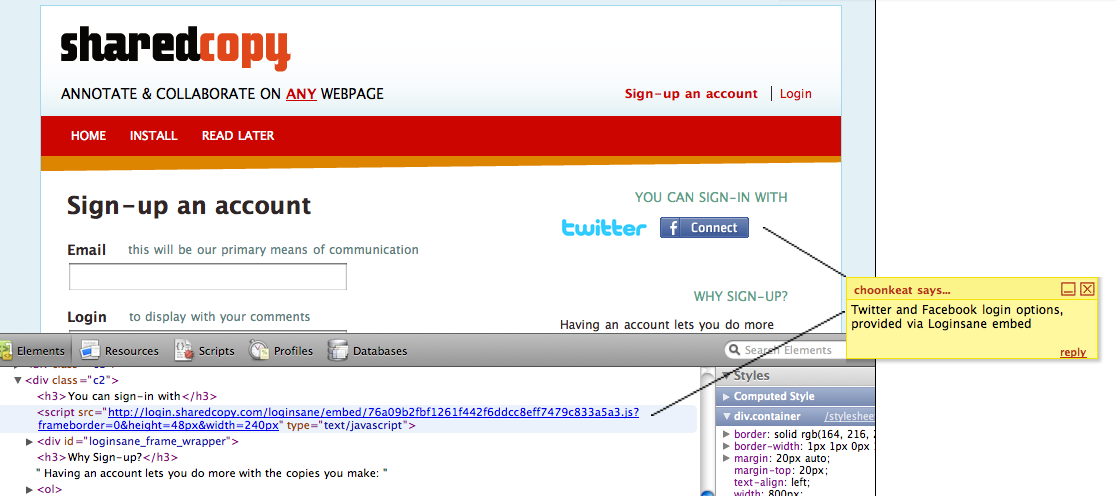 sharedcopy
ANNOTATE & COLLABORATE ON ANY WEBPAGE
Sign-up an account | Login
HOME INSTALL READ LATER
Sign-up an account
YOU CAN SIGN-IN WITH
twitter f Connect
Email this will be our primary means of communication
choonkeat says...
Twitter and Facebook login options,
provided via Loginsane embed
reply
WHY SIGN-UP?
Login to display with your comments
Having an account lets you do more
Elements Resources Scripts Profiles Databases Search Elements
<div class="c2">
<h3>You can sign-in with</h3>
<script src="http://login.sharedcopy.com/loginsane/embed/76a09b2fbf1261f442f6ddcc8eff7479c833a5a3.js?
frameborder=0&height=48px&width=240px" type="text/javascript">
<div id="loginsane_frame_wrapper">
<h3>Why Sign-up?</h3>
" Having an account lets you do more with the copies you make: "
<ol>
Styles
Computed Style
div.container /styleshe
border: solid rgb(164, 216, 2
border-width: 1px 1px 0px
margin: 20px auto;
margin-top: 20px;
text-align: left;
width: 800px;